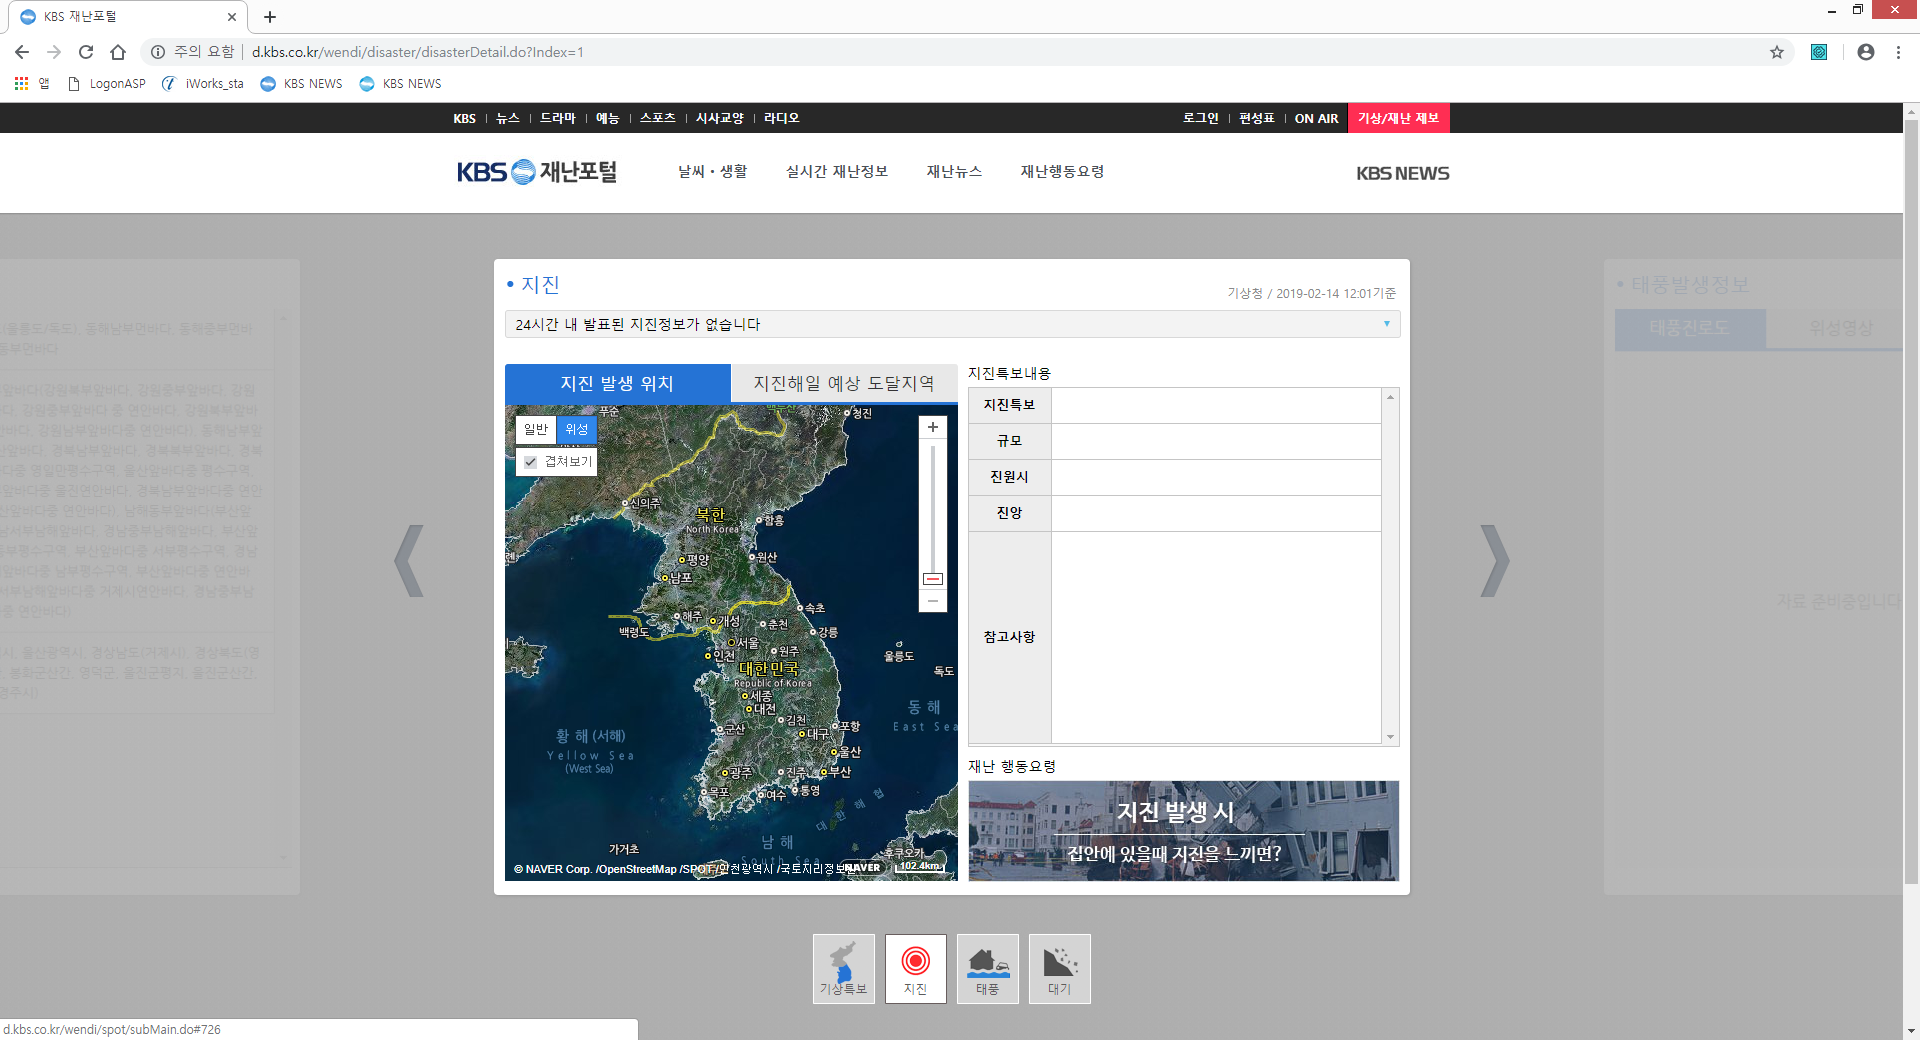 KBS 재난포털
주의 요함 | d.kbs.co.kr/wendi/disaster/disasterDetail.do?Index=1
앱 LogonASP iWorks_sta KBS NEWS KBS NEWS
KBS | 뉴스 | 드라마 | 예능 | 스포츠 | 시사교양 | 라디오
로그인 | 편성표 | ON AIR 기상/재난 제보
KBS 재난포털
날씨・생활 실시간 재난정보 재난뉴스 재난행동요령
KBS NEWS
• 지진
기상청 / 2019-02-14 12:01기준
24시간 내 발표된 지진정보가 없습니다
지진 발생 위치
지진해일 예상 도달지역
일반 위성
겹쳐보기
푸순
청진
신의주
북한
North Korea
함흥
평양
원산
남포
해주
개성
속초
백령도
춘천
강릉
서울
인천
원주
울릉도
대한민국
독도
Republic of Korea
세종
대전
동 해
김천
군산
포항
East Sea
대구
황 해 (서해)
울산
Yellow Sea
(West Sea)
광주
진주
부산
목포
여수
통영
대 한 해 협
남 해
가거초
후쿠오카
South Sea
© NAVER Corp. /OpenStreetMap /SPOT/인천광역시 /국토지리정보원
NAVER
102.4km
지진특보내용
지진특보
규모
진원시
진앙
참고사항
재난 행동요령
지진 발생 시
집안에 있을때 지진을 느끼면?
• 태풍발생정보
태풍진로도 위성영상
자료 준비중입니다
기상특보
지진
태풍
대기
d.kbs.co.kr/wendi/spot/subMain.do#726